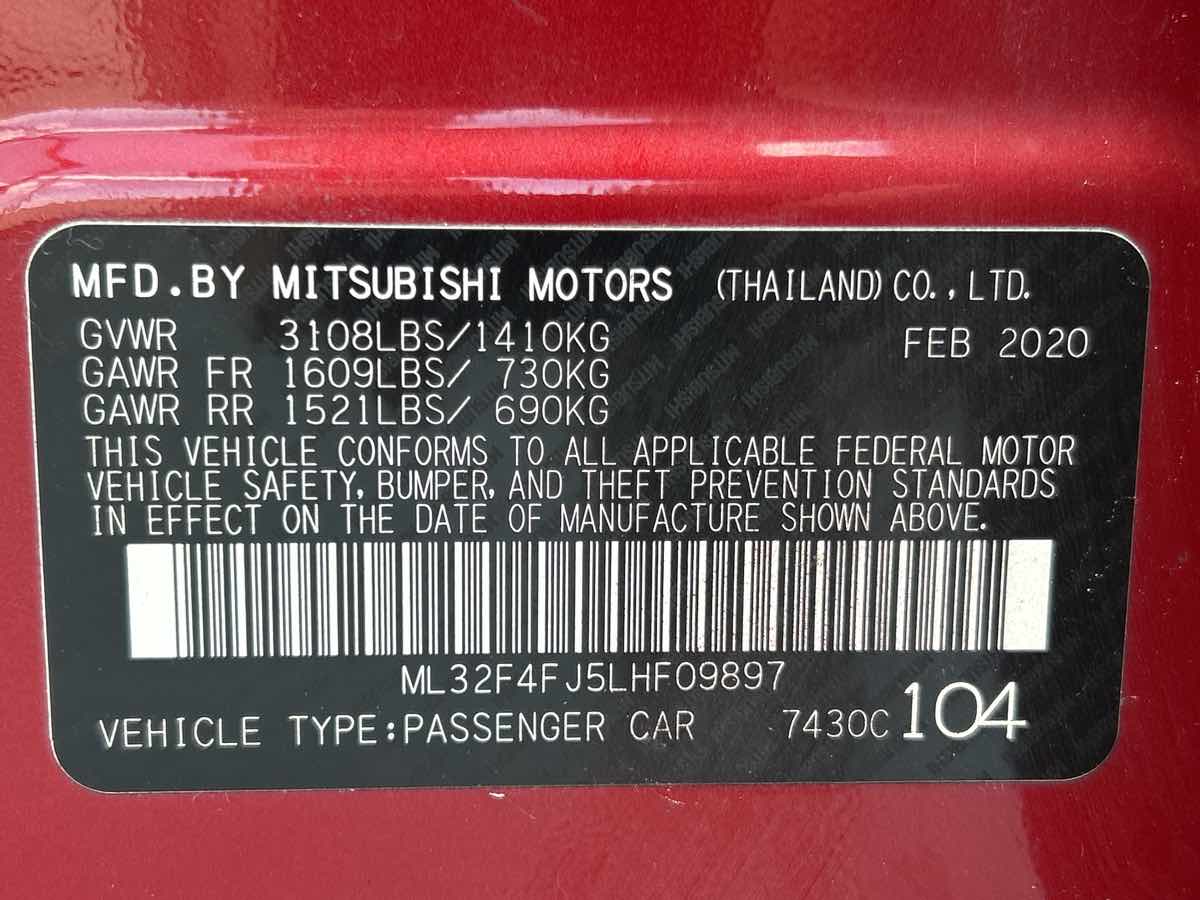 MFD.BY MITSUBISHI MOTORS (THAILAND)CO.,LTD.
GVWR 3108LBS/1410KG FEB 2020
GAWR FR 1609LBS/ 730KG
GAWR RR 1521LBS/ 690KG
THIS VEHICLE CONFORMS TO ALL APPLICABLE FEDERAL MOTOR
VEHICLE SAFETY, BUMPER, AND THEFT PREVENTION STANDARDS
IN EFFECT ON THE DATE OF MANUFACTURE SHOWN ABOVE.
ML32F4FJ5LHF09897
VEHICLE TYPE:PASSENGER CAR 7430C 104